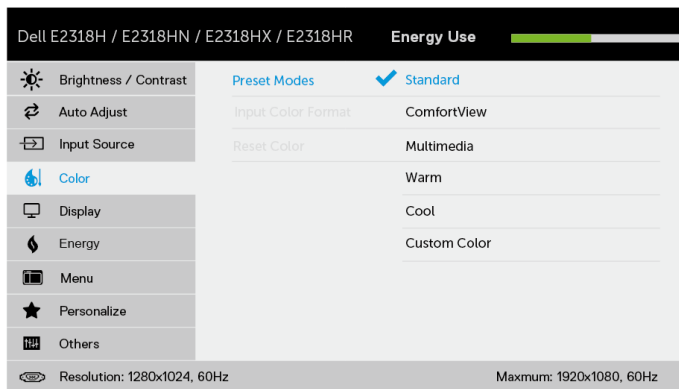 Dell E2318H / E2318HN / E2318HX / E2318HR Energy Use
Brightness / Contrast Preset Modes Standard
Auto Adjust Input Color Format ComfortView
Input Source Reset Color Multimedia
Color Warm
Display Cool
Energy Custom Color
Menu
Personalize
Others
Resolution: 1280x1024, 60Hz Maxmum: 1920x1080, 60Hz